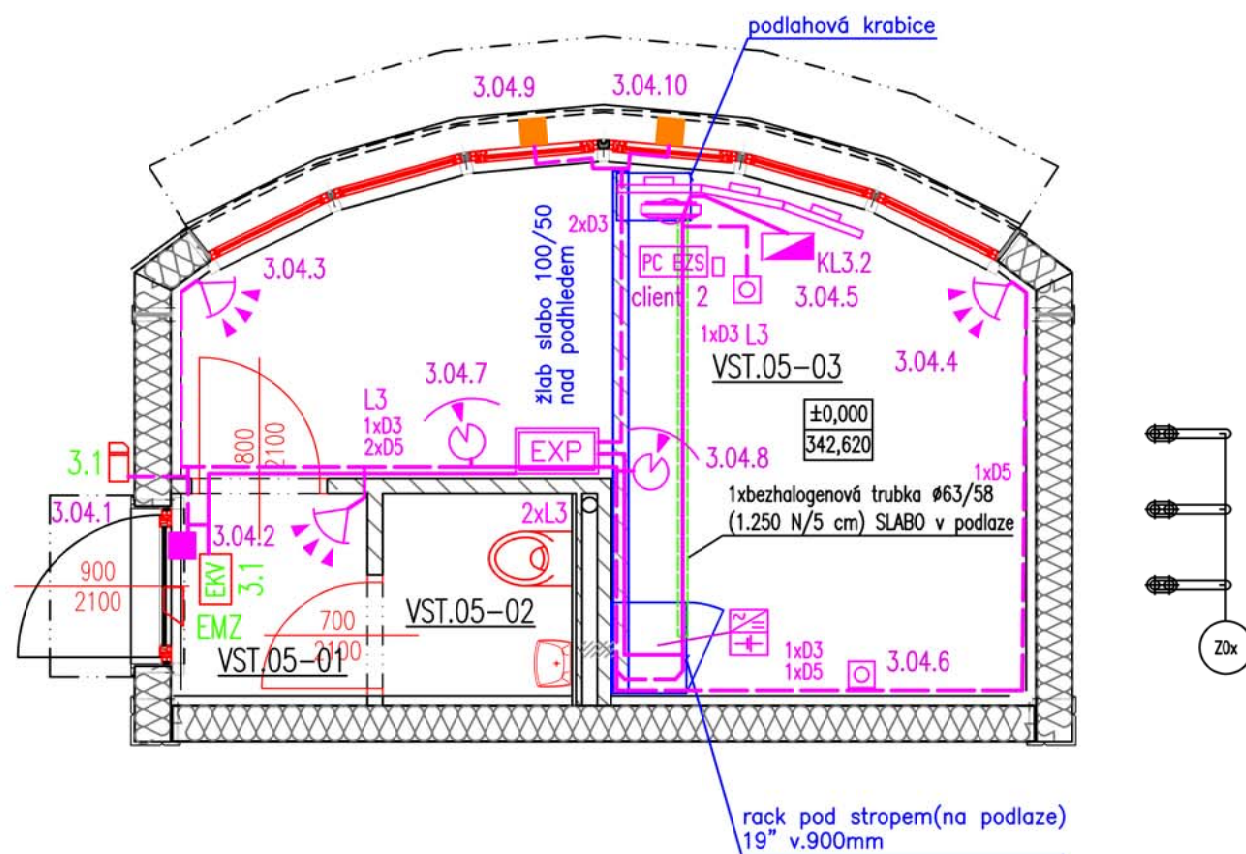 podlahová krabice
3.04.9
3.04.10
3.04.3
2xD3
PC EZS
client 2
KL3.2
3.04.5
žlab slabo 100/50
nad podhledem
1xD3 L3
VST.05-03
3.04.4
3.04.7
L3
1xD3
2xD5
800
2100
EXP
±0,000
342,620
3.04.8
1xD5
3.1
1xbezhalogenová trubka ø63/58
(1.250 N/5 cm) SLABO v podlaze
3.04.1
3.04.2
2xL3
EKV
3.1
900
2100
EMZ
VST.05-02
700
2100
VST.05-01
1xD3
1xD5
3.04.6
Z0x
rack pod stropem(na podlaze)
19" v.900mm